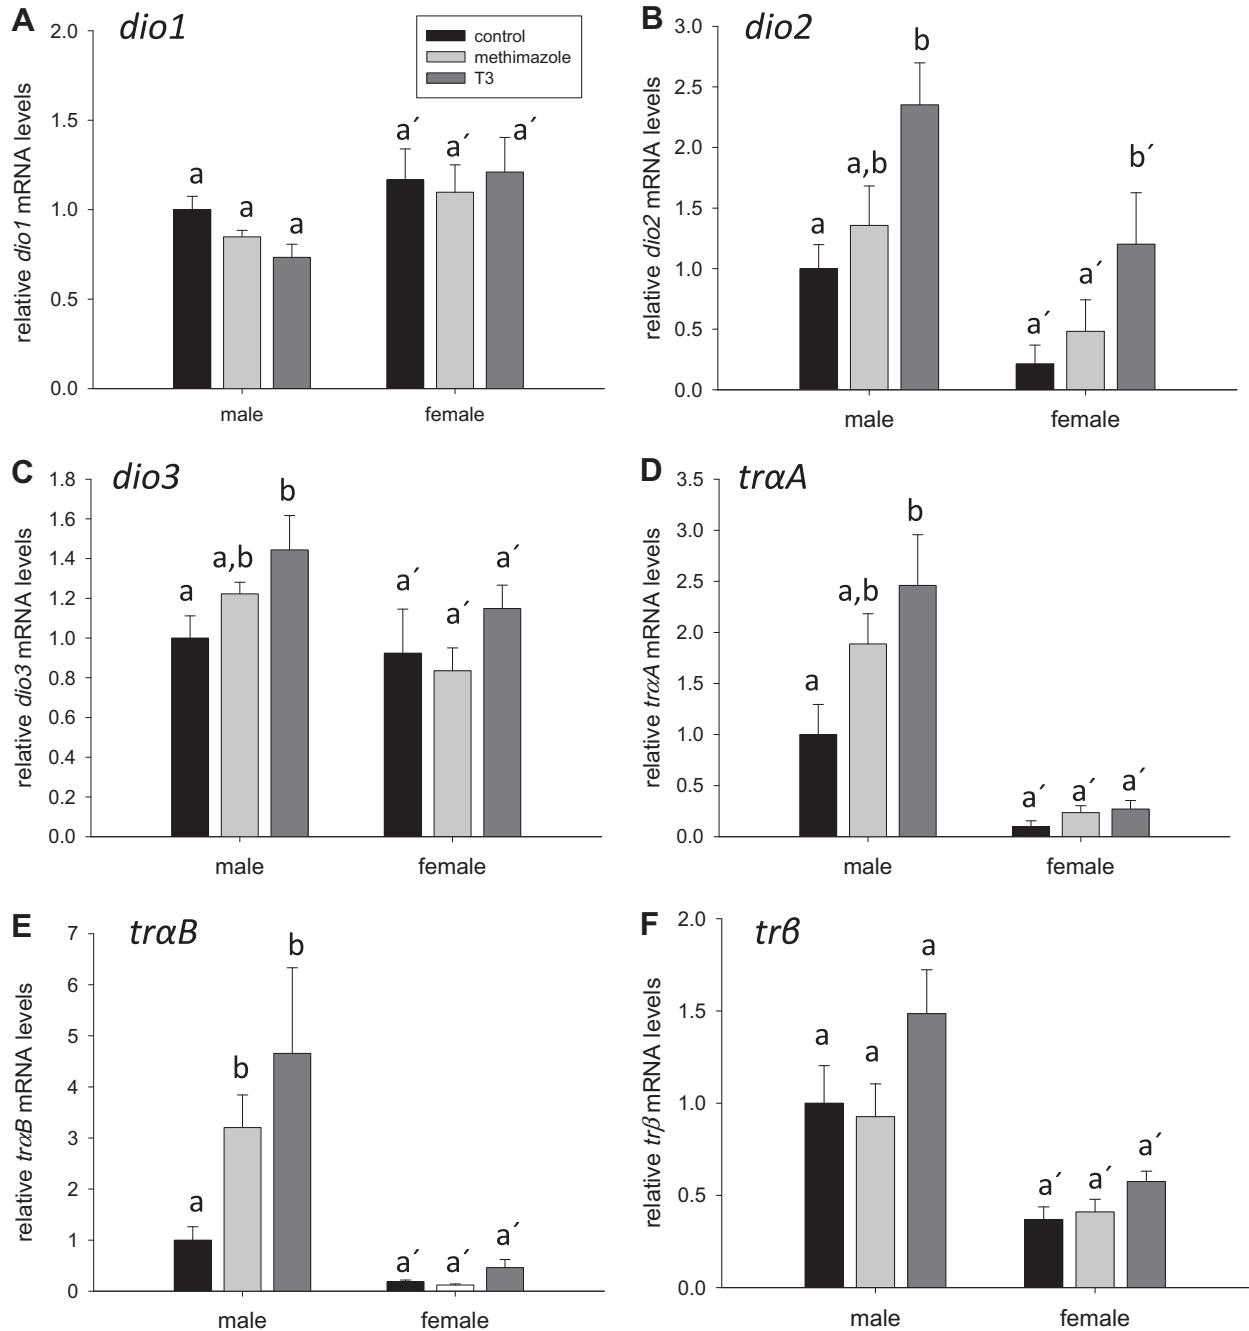 A dio1
2.0
1.5
1.0
0.5
0.0
relative dio1 mRNA levels
control
methimazole
T3
a
a
a
a´
a´
a´
male
female
B dio2
3.0
2.5
2.0
1.5
1.0
0.5
0.0
relative dio2 mRNA levels
a
a,b
b
a´
a´
b´
male
female
C dio3
1.8
1.6
1.4
1.2
1.0
0.8
0.6
0.4
0.2
0.0
relative dio3 mRNA levels
a
a,b
b
a´
a´
a´
male
female
D trαA
3.5
3.0
2.5
2.0
1.5
1.0
0.5
0.0
relative trαA mRNA levels
a
a,b
b
a´
a´
a´
male
female
E trαB
7
6
5
4
3
2
1
0
relative trαB mRNA levels
a
b
b
a´
a´
a´
male
female
F trβ
2.0
1.5
1.0
0.5
0.0
relative trβ mRNA levels
a
a
a
a´
a´
a´
male
female